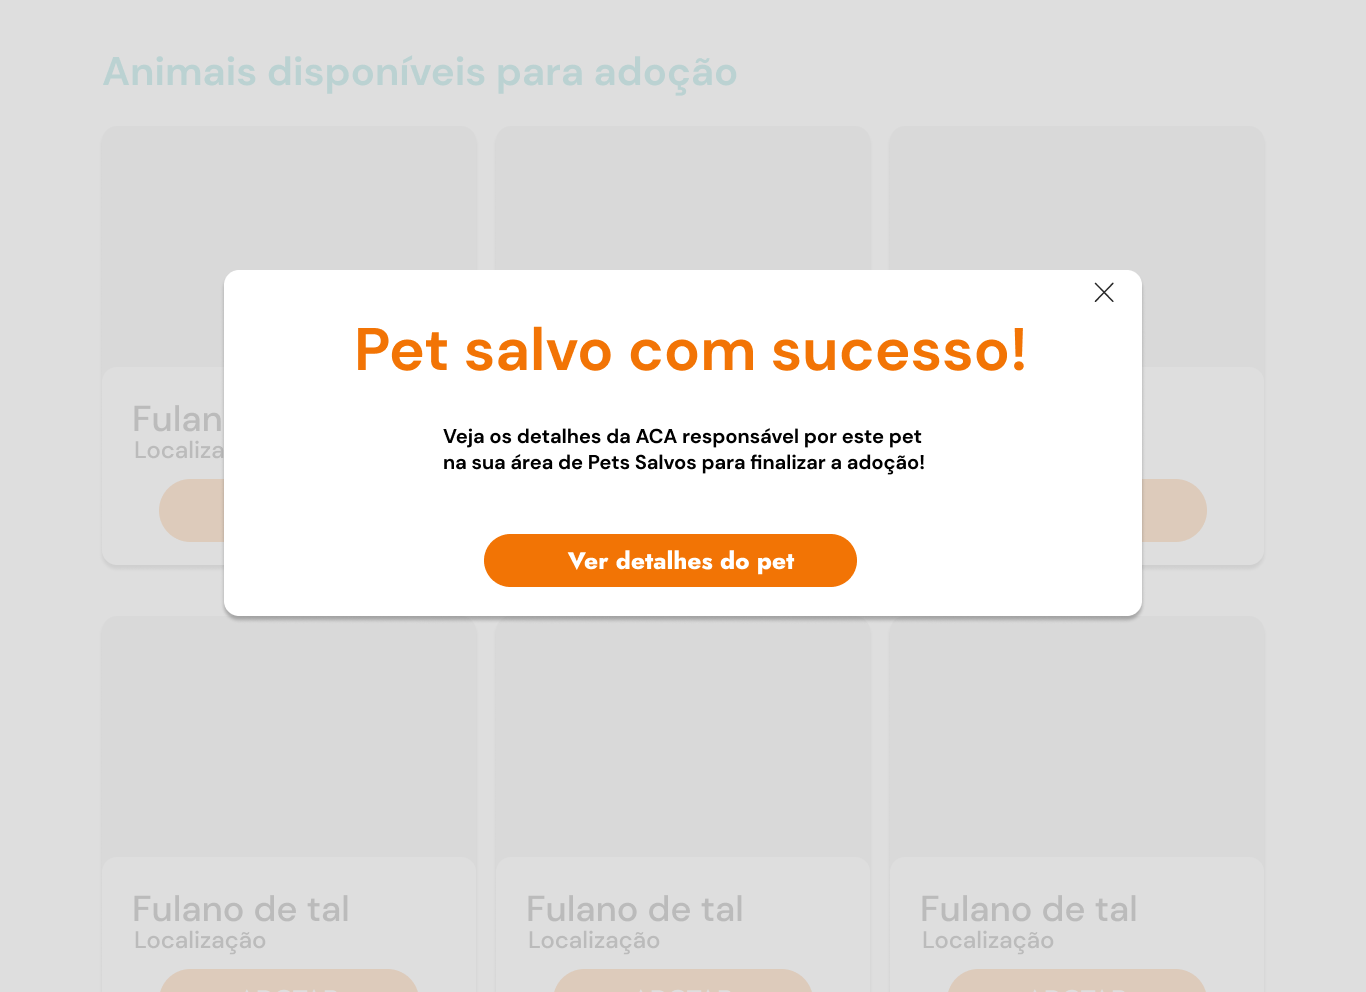 Animais disponíveis para adoção
Pet salvo com sucesso!
Veja os detalhes da ACA responsável por este pet
na sua área de Pets Salvos para finalizar a adoção!
Ver detalhes do pet
Fulan
Localiza
Fulano de tal
Localização
Fulano de tal
Localização
Fulano de tal
Localização